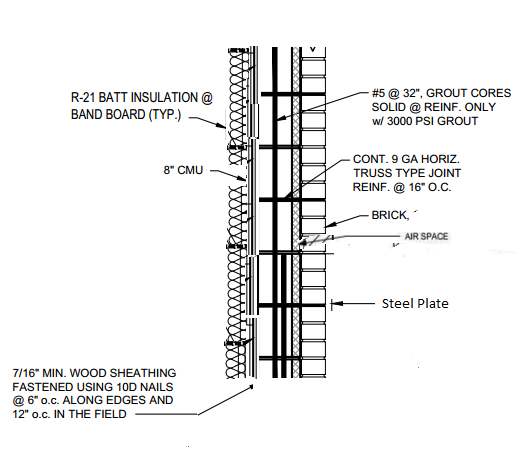 R-21 BATT INSULATION @
BAND BOARD (TYP.)
8" CMU
#5 @ 32", GROUT CORES
SOLID @ REINF. ONLY
w/ 3000 PSI GROUT
CONT. 9 GA HORIZ.
TRUSS TYPE JOINT
REINF. @ 16" O.C.
BRICK,
AIR SPACE
Steel Plate
7/16" MIN. WOOD SHEATHING
FASTENED USING 10D NAILS
@ 6" o.c. ALONG EDGES AND
12" o.c. IN THE FIELD